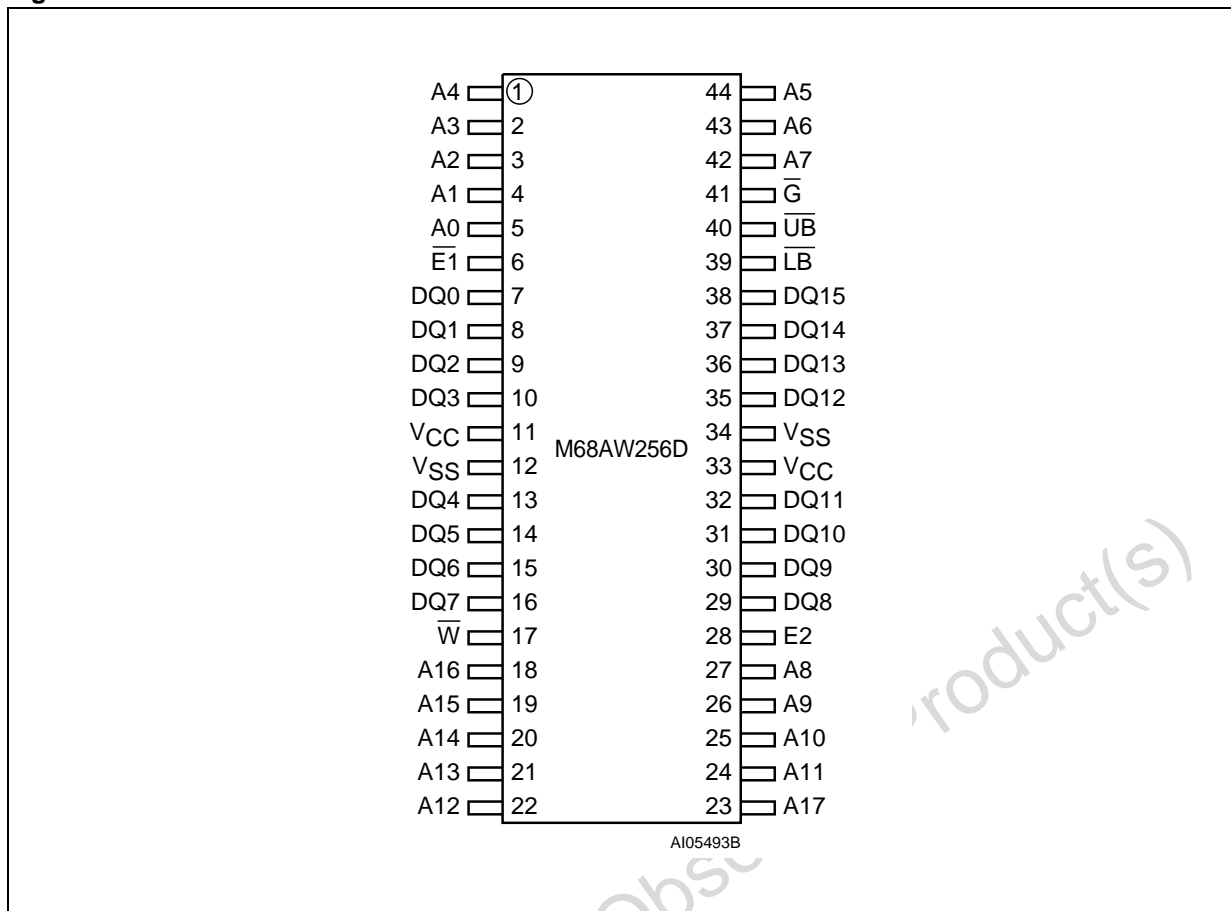 A4 1 44 A5
A3 2 43 A6
A2 3 42 A7
A1 4 41 G̅
A0 5 40 U̅B̅
E̅1̅ 6 39 L̅B̅
DQ0 7 38 DQ15
DQ1 8 37 DQ14
DQ2 9 36 DQ13
DQ3 10 35 DQ12
VCC 11 34 VSS
M68AW256D
VSS 12 33 VCC
DQ4 13 32 DQ11
DQ5 14 31 DQ10
DQ6 15 30 DQ9
DQ7 16 29 DQ8
W̅ 17 28 E2
A16 18 27 A8
A15 19 26 A9
A14 20 25 A10
A13 21 24 A11
A12 22 23 A17
AI05493B